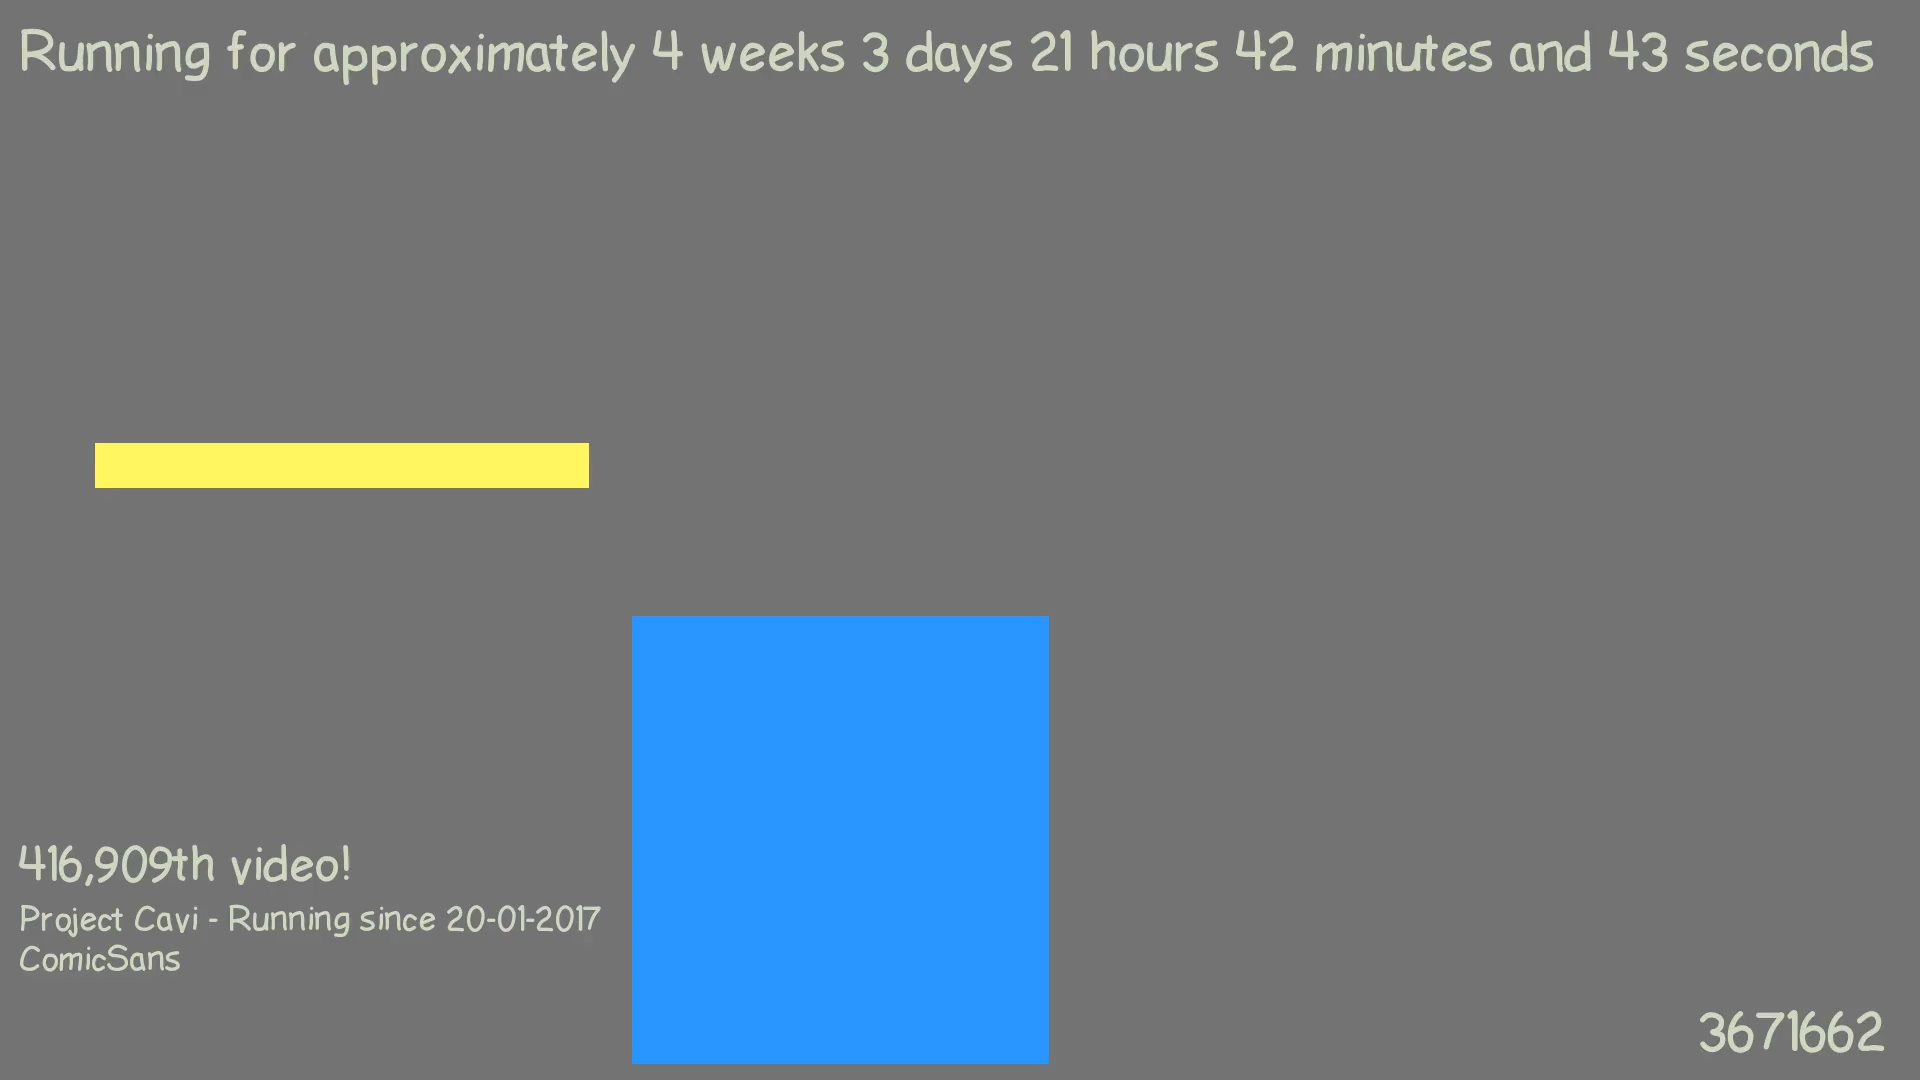 Running for approximately 4 weeks 3 days 21 hours 42 minutes and 43 seconds
416,909th video!
Project Cavi - Running since 20-01-2017
ComicSans
3671662